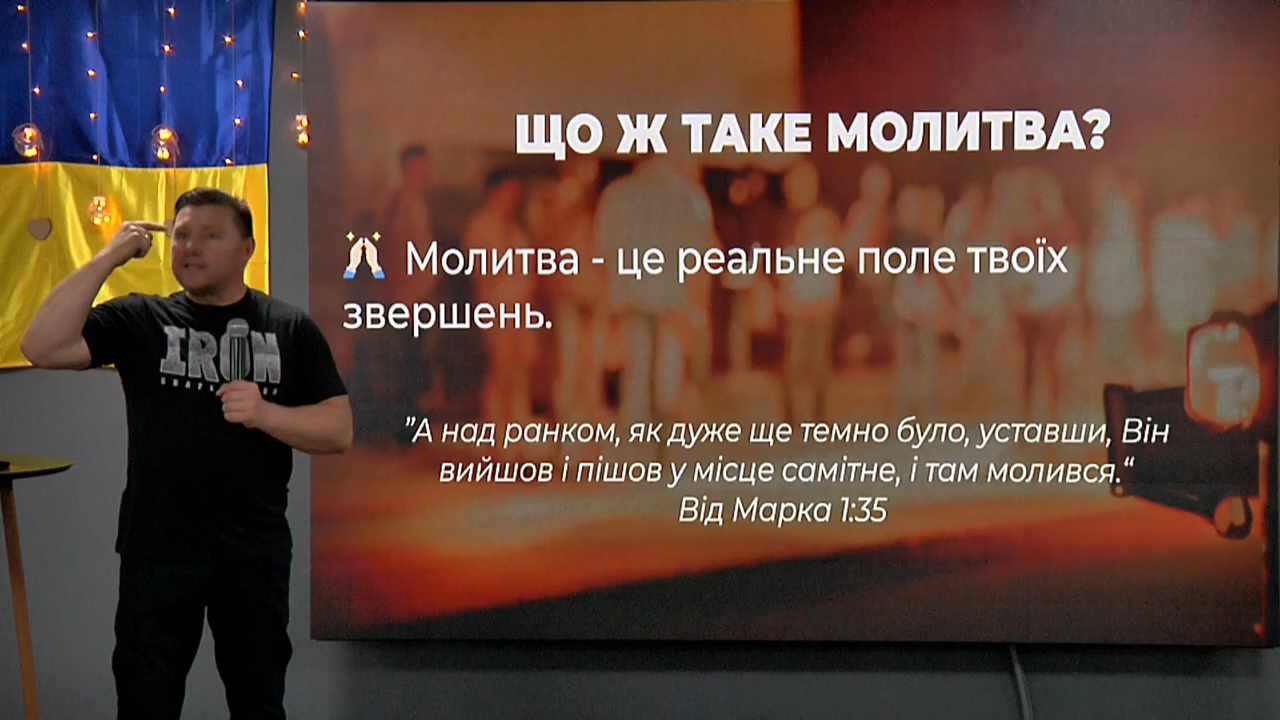 ЩО Ж ТАКЕ МОЛИТВА?
Молитва - це реальне поле твоїх
звершень.
"А над ранком, як дуже ще темно було, уставши, Він
вийшов і пішов у місце самітне, і там молився.“
Від Марка 1:35
IRON